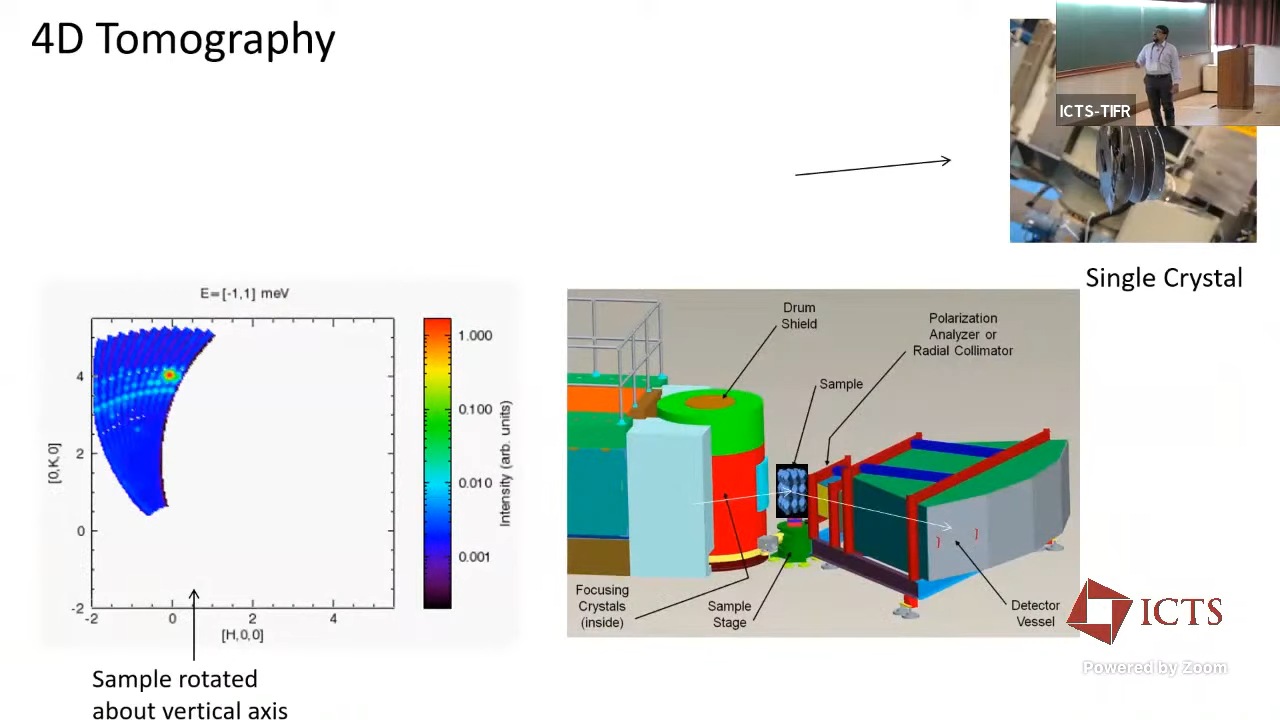 4D Tomography
ICTS-TIFR
Single Crystal
E=[-1,1] meV
4
2
0
-2
-2
0
2
4
[0,K,0]
[H,0,0]
1.000
0.100
0.010
0.001
Intensity (arb. units)
Sample rotated
about vertical axis
Drum
Shield
Polarization
Analyzer or
Radial Collimator
Sample
Focusing
Crystals
(inside)
Sample
Stage
Detector
Vessel
ICTS
Powered by Zoom